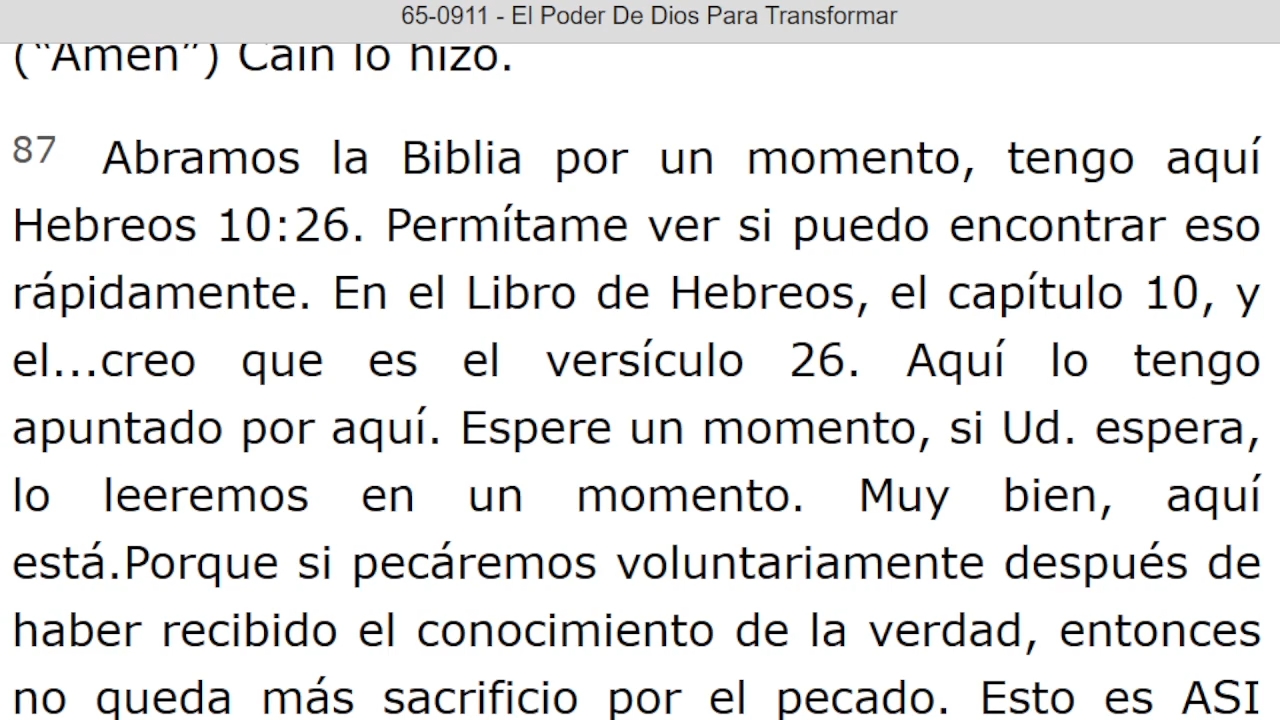 65-0911 - El Poder De Dios Para Transformar
(“Amén”) Caín lo hizo.
87 Abramos la Biblia por un momento, tengo aquí
Hebreos 10:26. Permítame ver si puedo encontrar eso
rápidamente. En el Libro de Hebreos, el capítulo 10, y
el...creo que es el versículo 26. Aquí lo tengo
apuntado por aquí. Espere un momento, si Ud. espera,
lo leeremos en un momento. Muy bien, aquí
está.Porque si pecáremos voluntariamente después de
haber recibido el conocimiento de la verdad, entonces
no queda más sacrificio por el pecado. Esto es ASI